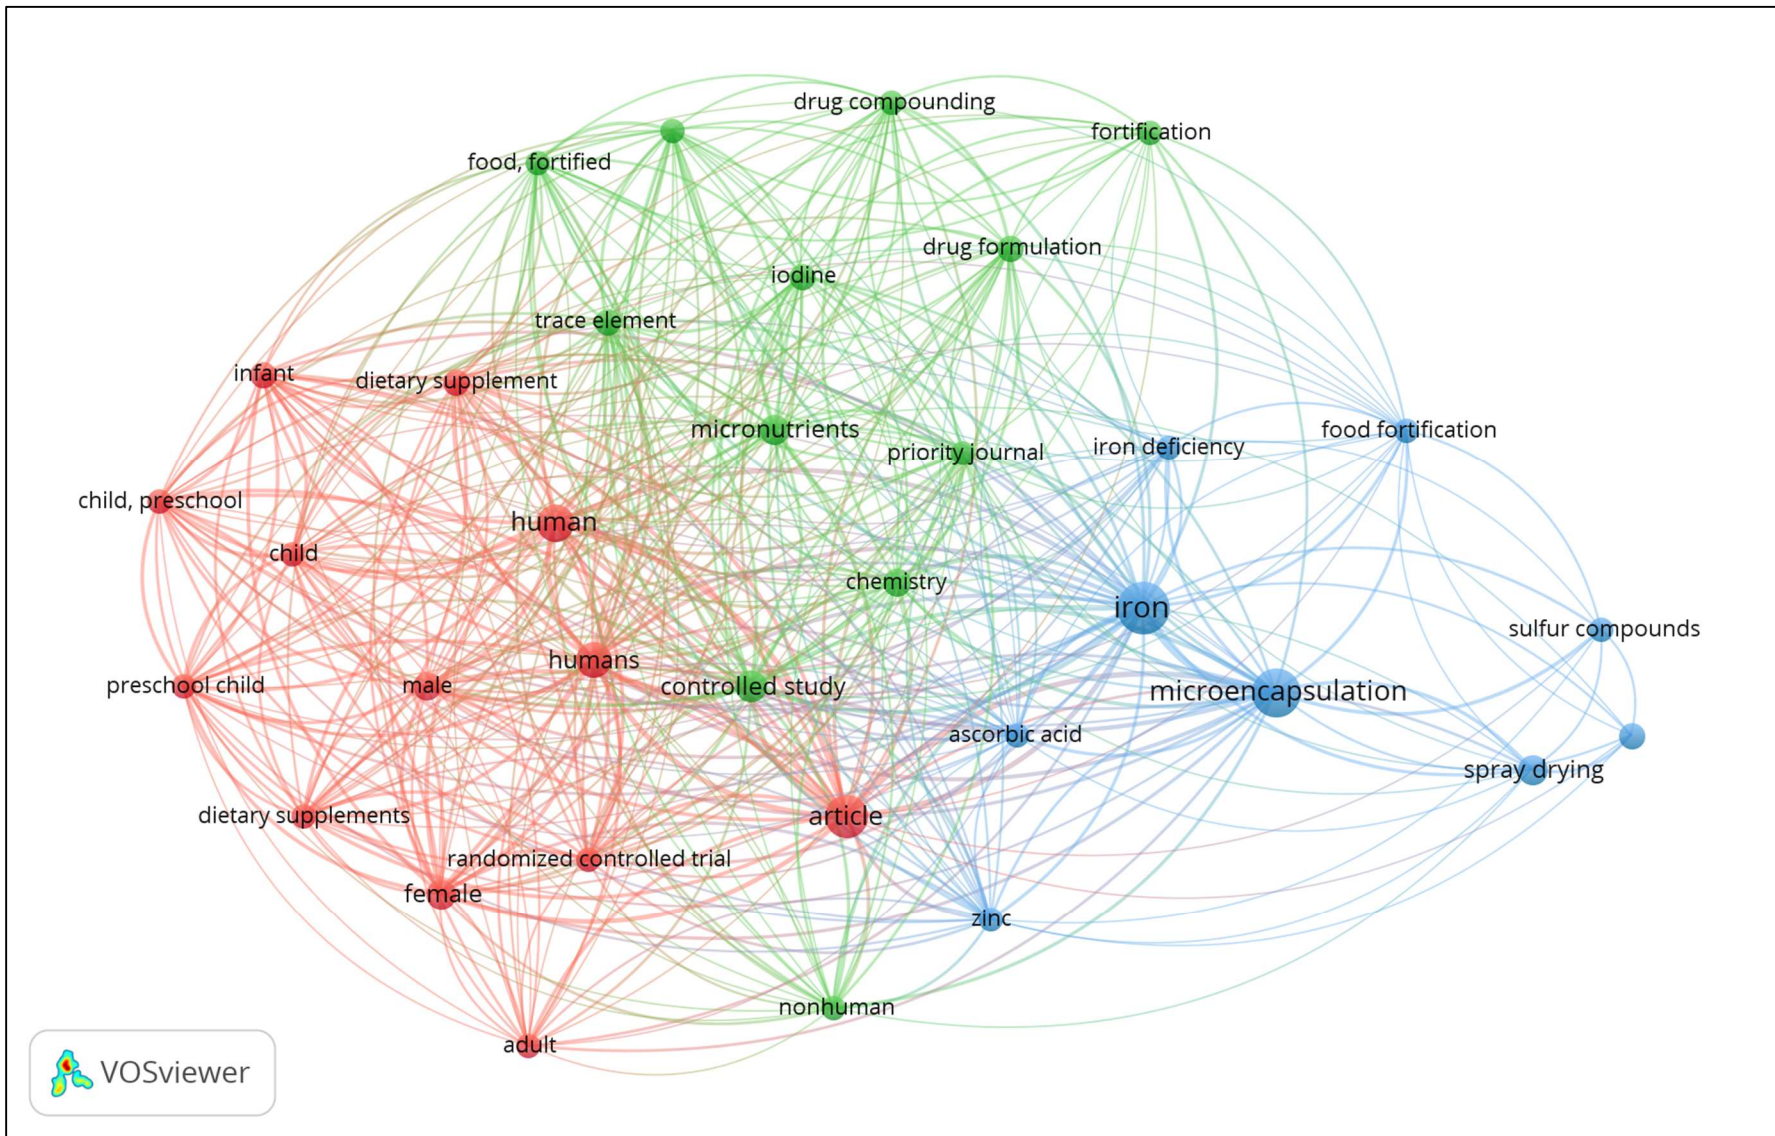 drug compounding
fortification
food, fortified
drug formulation
iodine
trace element
infant
dietary supplement
micronutrients
food fortification
iron deficiency
priority journal
child, preschool
human
child
chemistry
iron
sulfur compounds
humans
preschool child
male
controlled study
microencapsulation
ascorbic acid
spray drying
dietary supplements
article
randomized controlled trial
female
zinc
nonhuman
adult
VOSviewer